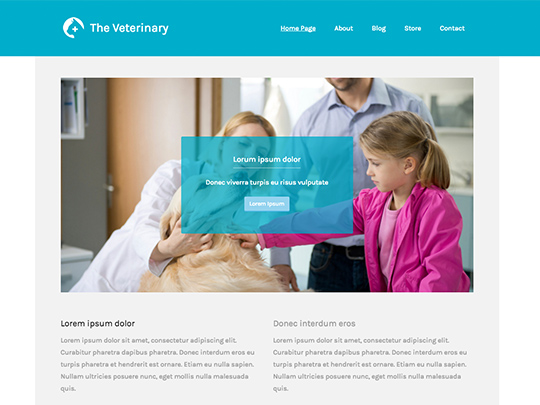 The Veterinary
Home Page About Blog Store Contact
Lorum ipsum dolor
Donec viverra turpis eu risus vulputate
Lorem Ipsum
Lorem ipsum dolor
Lorem ipsum dolor sit amet, consectetur adipiscing elit.
Curabitur pharetra dapibus pharetra. Donec interdum eros eu
turpis pharetra et hendrerit est ornare. Etiam eu nulla sapien.
Nullam ultricies posuere nunc, eget mollis nulla malesuada
quis.
Donec interdum eros
Lorem ipsum dolor sit amet, consectetur adipiscing elit.
Curabitur pharetra dapibus pharetra. Donec interdum eros eu
turpis pharetra et hendrerit est ornare. Etiam eu nulla sapien.
Nullam ultricies posuere nunc, eget mollis nulla malesuada
quis.